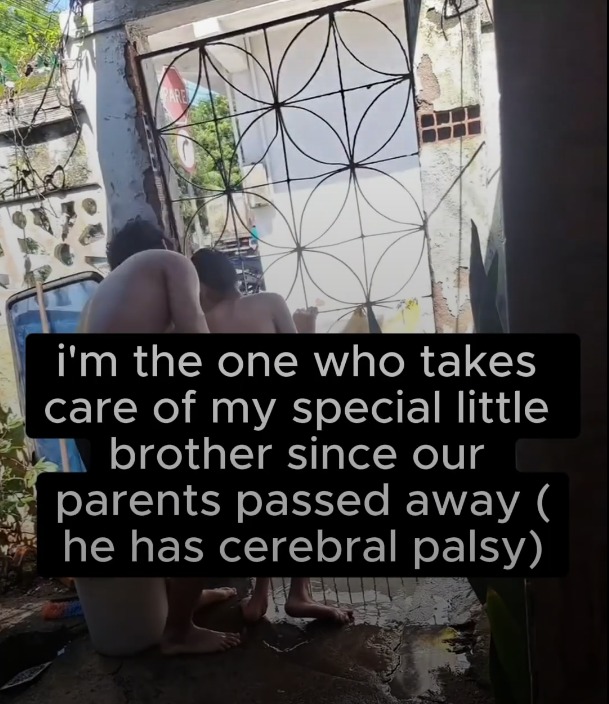 PARE
i'm the one who takes
care of my special little
brother since our
parents passed away (
he has cerebral palsy)